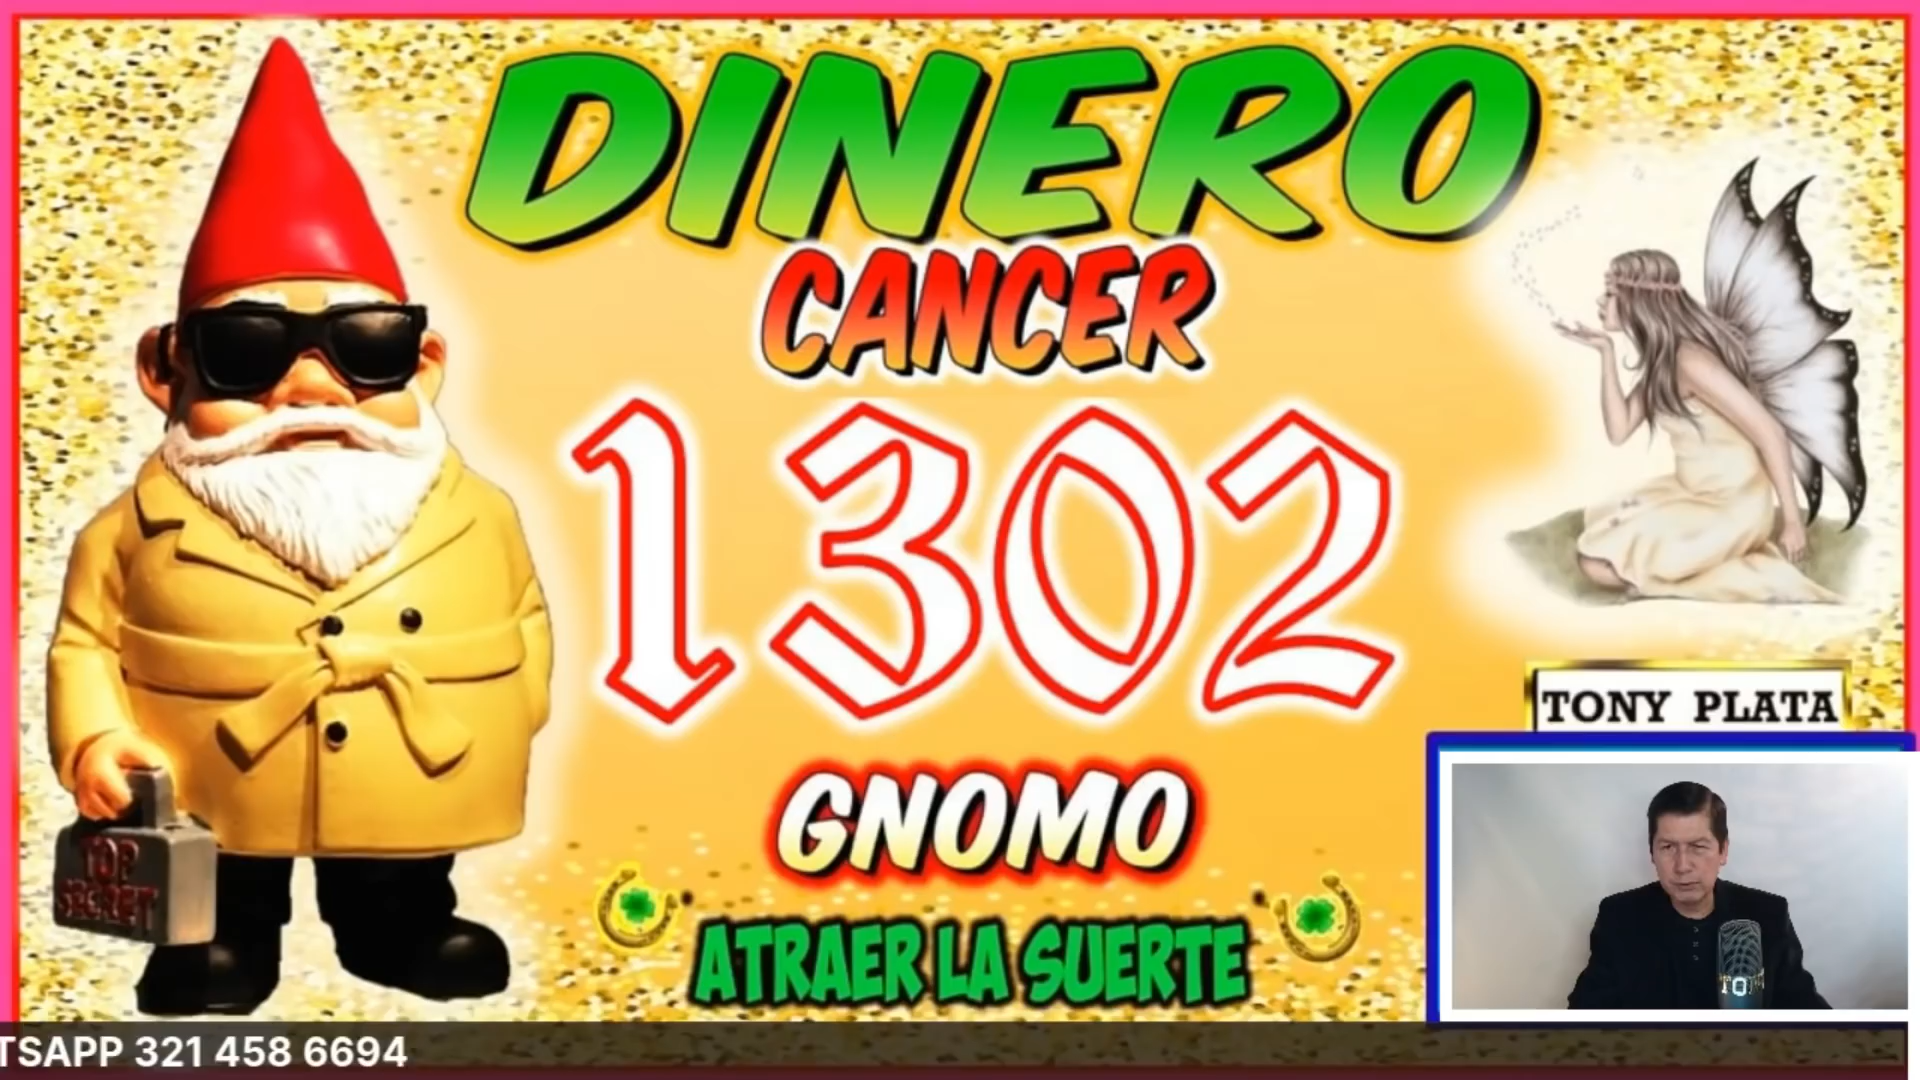 DINERO
CANCER
1302
GNOMO
ATRAER LA SUERTE
TONY PLATA
TOP
SECRET
TSAPP 321 458 6694